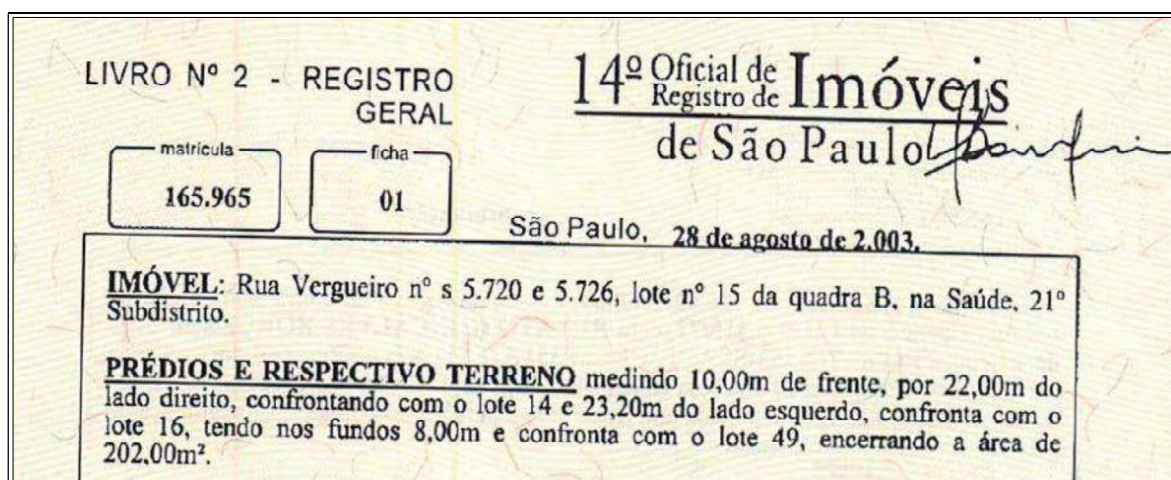 LIVRO Nº 2 - REGISTRO
GERAL
14º Oficial de
Registro de Imóveis
de São Paulo
matrícula
165.965
ficha
01
São Paulo, 28 de agosto de 2.003.
IMÓVEL: Rua Vergueiro nº s 5.720 e 5.726, lote nº 15 da quadra B, na Saúde, 21º
Subdistrito.
PRÉDIOS E RESPECTIVO TERRENO medindo 10,00m de frente, por 22,00m do
lado direito, confrontando com o lote 14 e 23,20m do lado esquerdo, confronta com o
lote 16, tendo nos fundos 8,00m e confronta com o lote 49, encerrando a área de
202,00m².